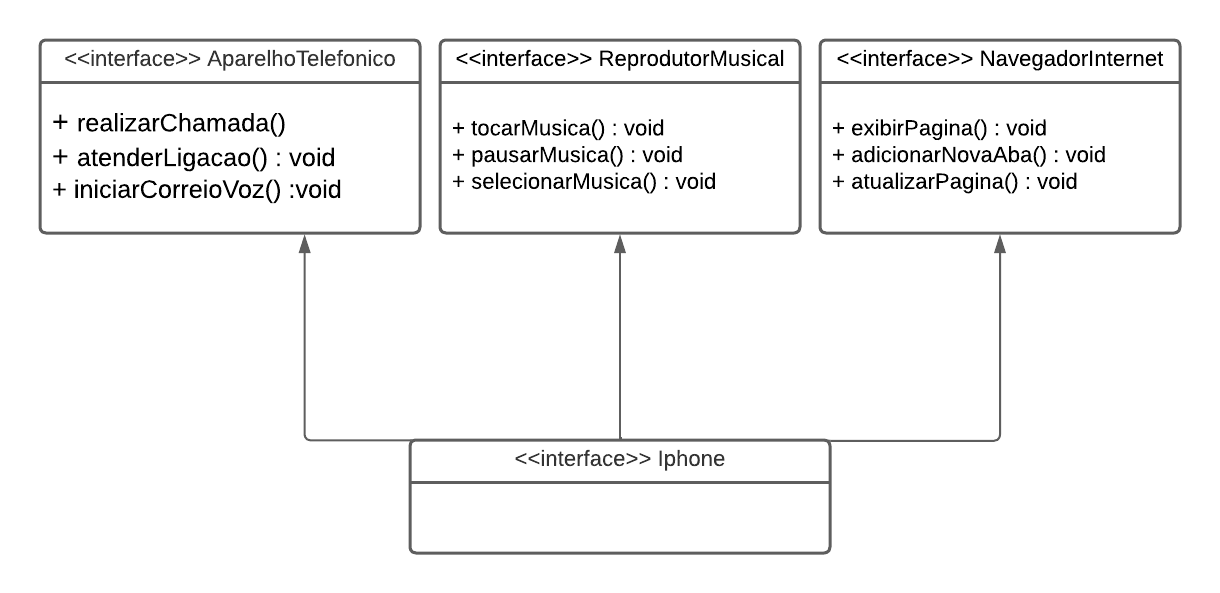 <<interface>> AparelhoTelefonico
+ realizarChamada()
+ atenderLigacao() : void
+ iniciarCorreioVoz() :void
<<interface>> ReprodutorMusical
+ tocarMusica() : void
+ pausarMusica() : void
+ selecionarMusica() : void
<<interface>> NavegadorInternet
+ exibirPagina() : void
+ adicionarNovaAba() : void
+ atualizarPagina() : void
<<interface>> Iphone